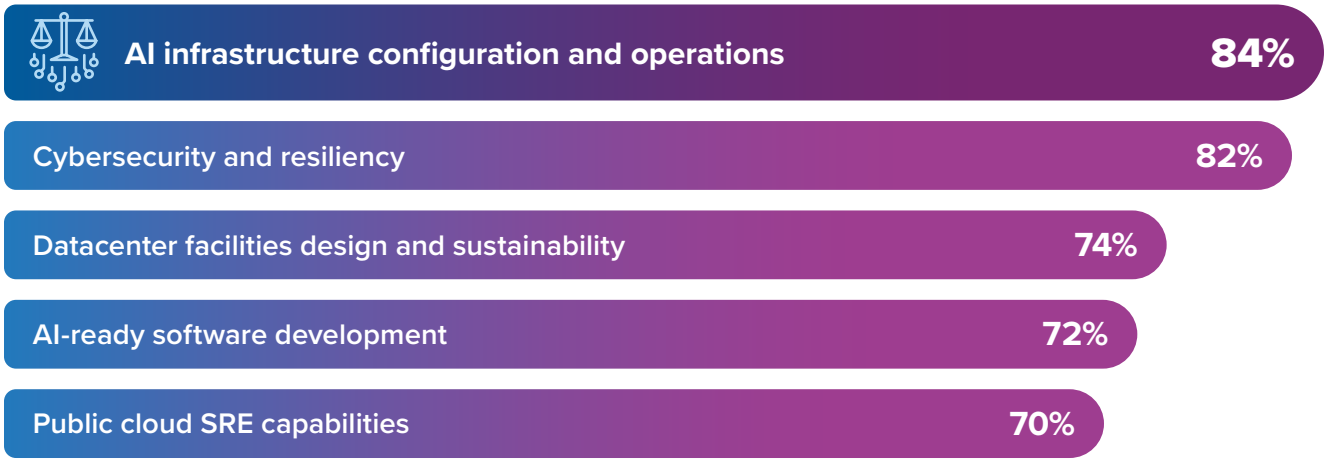 AI infrastructure configuration and operations 84%
Cybersecurity and resiliency 82%
Datacenter facilities design and sustainability 74%
AI-ready software development 72%
Public cloud SRE capabilities 70%